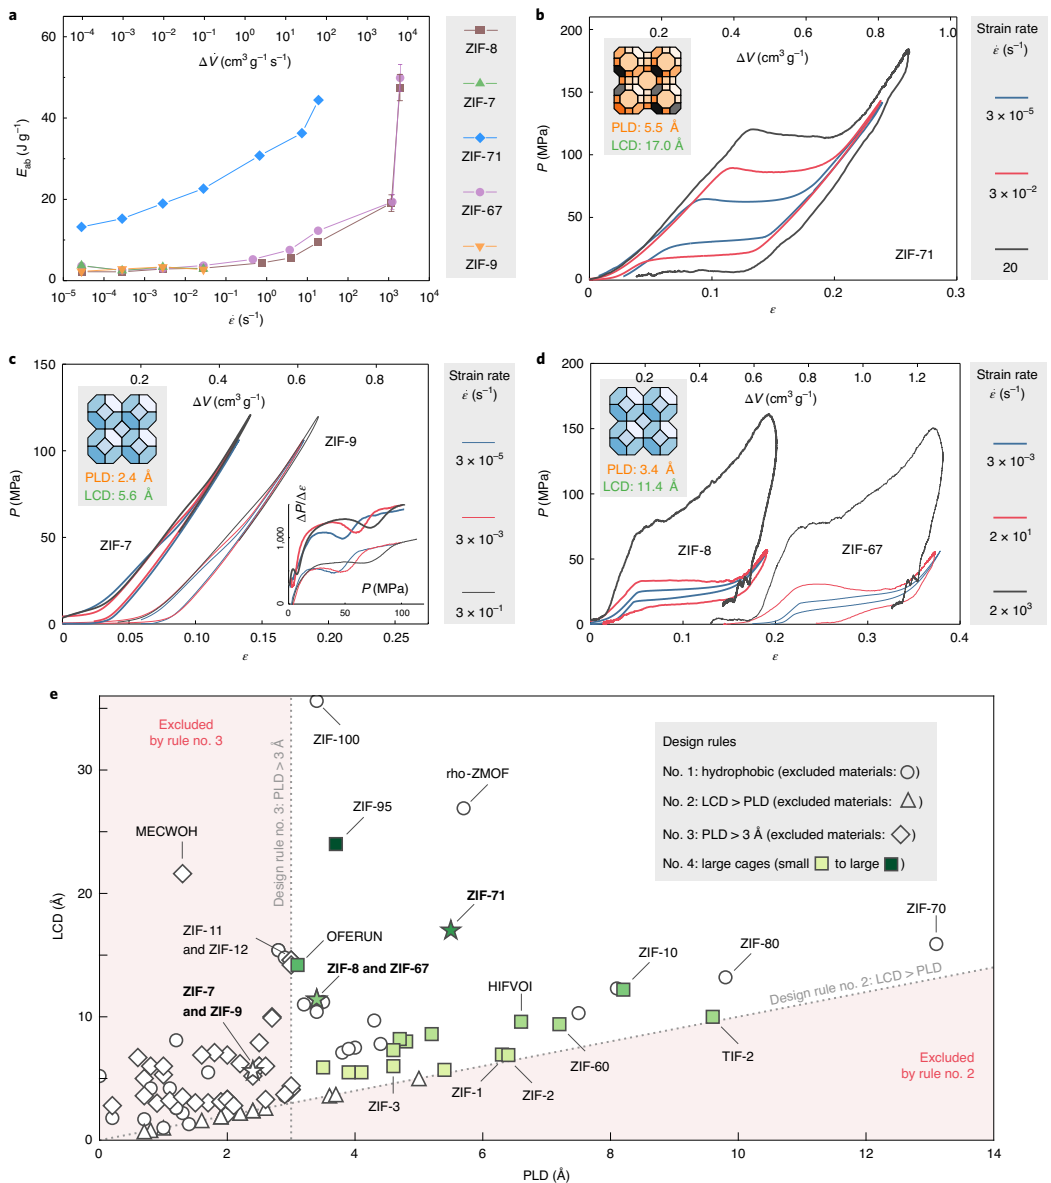 a
10⁻⁴ 10⁻³ 10⁻² 10⁻¹ 10⁰ 10¹ 10² 10³ 10⁴
ΔV̇ (cm³ g⁻¹ s⁻¹)
60
40
20
0
E_ab (J g⁻¹)
10⁻⁵ 10⁻⁴ 10⁻³ 10⁻² 10⁻¹ 10⁰ 10¹ 10² 10³ 10⁴
ε̇ (s⁻¹)
ZIF-8
ZIF-7
ZIF-71
ZIF-67
ZIF-9
b
0.2 0.4 0.6 0.8 1.0
ΔV (cm³ g⁻¹)
200
150
100
50
0
P (MPa)
PLD: 5.5 Å
LCD: 17.0 Å
ZIF-71
0 0.1 0.2 0.3
ε
Strain rate
ε̇ (s⁻¹)
3 × 10⁻⁵
3 × 10⁻²
20
c
0.2 0.4 0.6 0.8
ΔV (cm³ g⁻¹)
150
100
50
0
P (MPa)
PLD: 2.4 Å
LCD: 5.6 Å
ZIF-7
ZIF-9
ΔP/Δε
1,000
0
0 50 100
P (MPa)
0 0.05 0.10 0.15 0.20 0.25
ε
Strain rate
ε̇ (s⁻¹)
3 × 10⁻⁵
3 × 10⁻³
3 × 10⁻¹
d
0.2 0.4 0.6 0.8 1.0 1.2
ΔV (cm³ g⁻¹)
200
150
100
50
0
P (MPa)
PLD: 3.4 Å
LCD: 11.4 Å
ZIF-8
ZIF-67
0 0.1 0.2 0.3 0.4
ε
Strain rate
ε̇ (s⁻¹)
3 × 10⁻³
2 × 10¹
2 × 10³
e
Excluded
by rule no. 3
Design rule no. 3: PLD > 3 Å
ZIF-100
rho-ZMOF
ZIF-95
MECWOH
ZIF-71
ZIF-11
and ZIF-12
OFERUN
ZIF-8 and ZIF-67
ZIF-7
and ZIF-9
HIFVOI
ZIF-10
ZIF-80
ZIF-70
Design rule no. 2: LCD > PLD
ZIF-3
ZIF-1
ZIF-2
ZIF-60
TIF-2
Excluded
by rule no. 2
Design rules
No. 1: hydrophobic (excluded materials: )
No. 2: LCD > PLD (excluded materials: )
No. 3: PLD > 3 Å (excluded materials: )
No. 4: large cages (small to large )
30
20
10
0
LCD (Å)
0 2 4 6 8 10 12 14
PLD (Å)